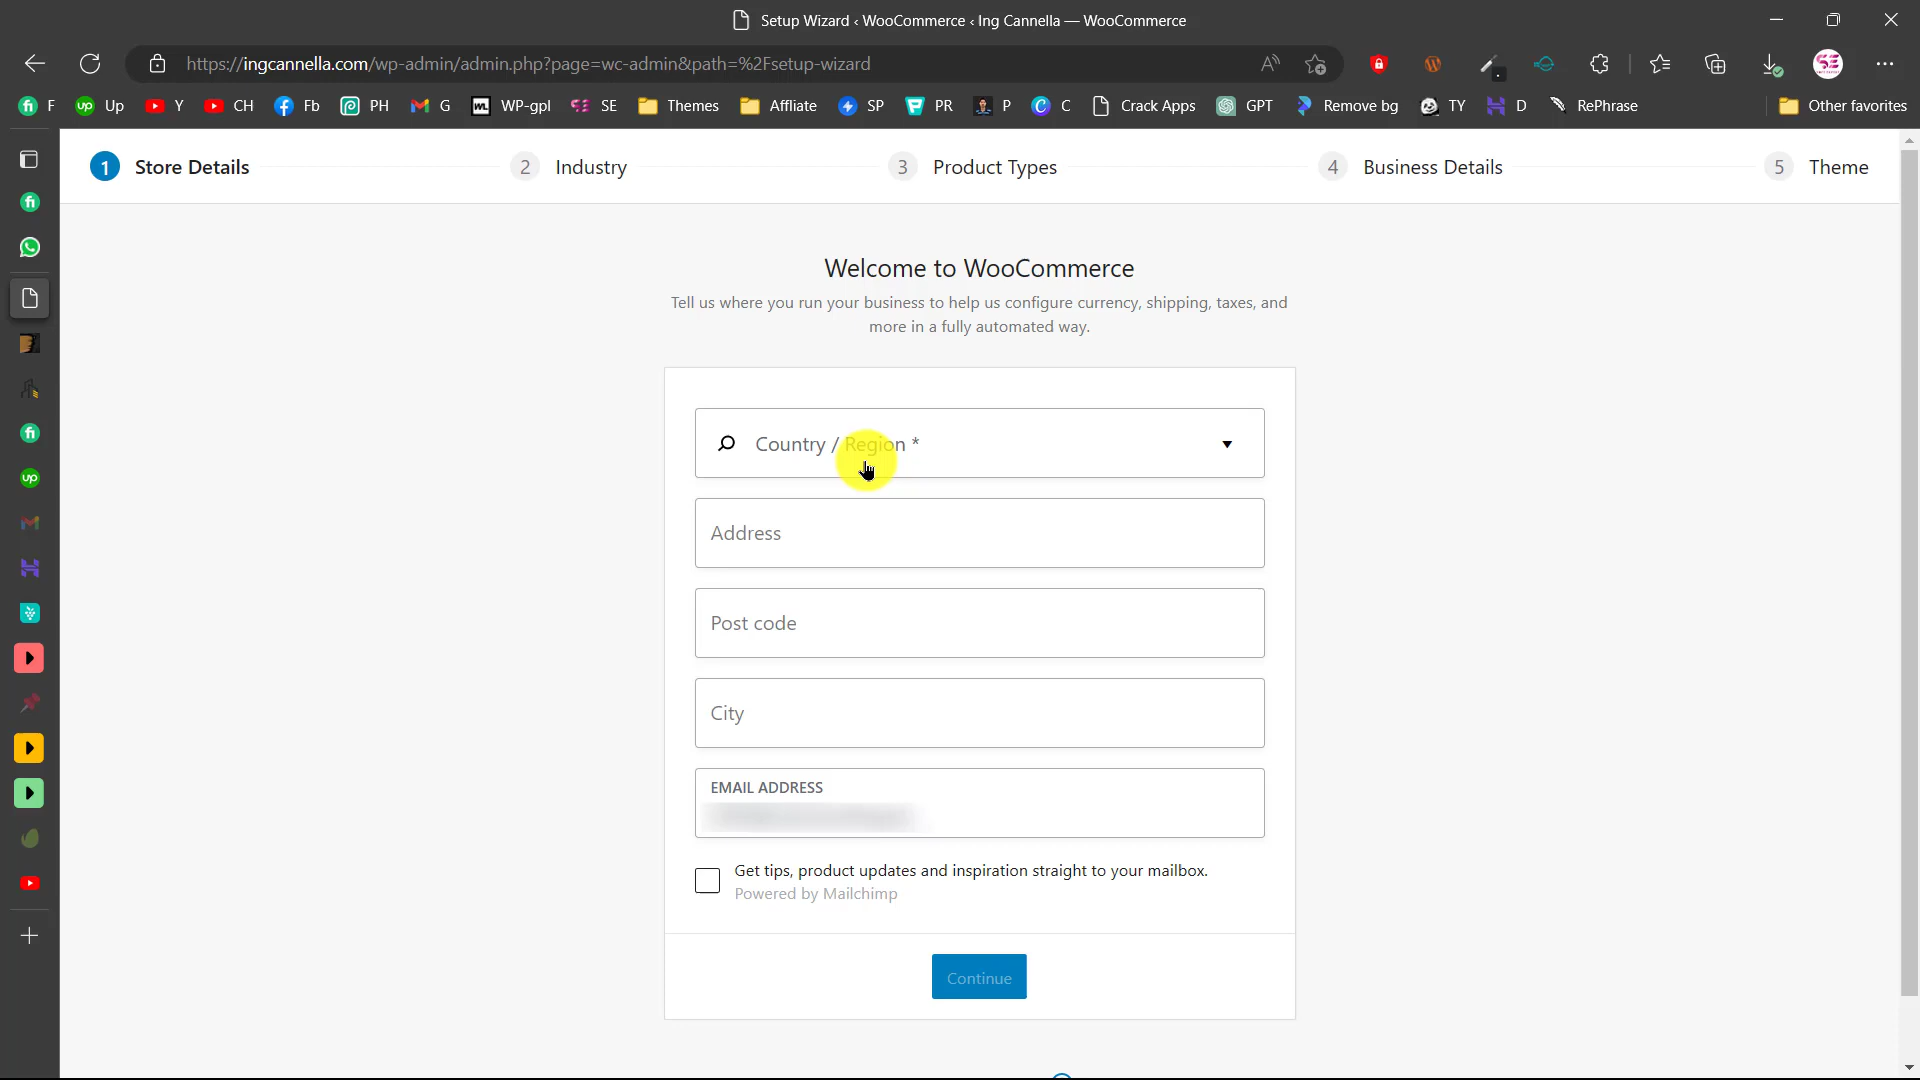 Setup Wizard ‹ WooCommerce ‹ Ing Cannella — WooCommerce
https://ingcannella.com/wp-admin/admin.php?page=wc-admin&path=%2Fsetup-wizard
F Up Y CH Fb PH G WP-gpl SE Themes Affliate SP PR P C Crack Apps GPT Remove bg TY D RePhrase Other favorites
1 Store Details 2 Industry 3 Product Types 4 Business Details 5 Theme
Welcome to WooCommerce
Tell us where you run your business to help us configure currency, shipping, taxes, and
more in a fully automated way.
Country / Region *
Address
Post code
City
EMAIL ADDRESS
Get tips, product updates and inspiration straight to your mailbox.
Powered by Mailchimp
Continue